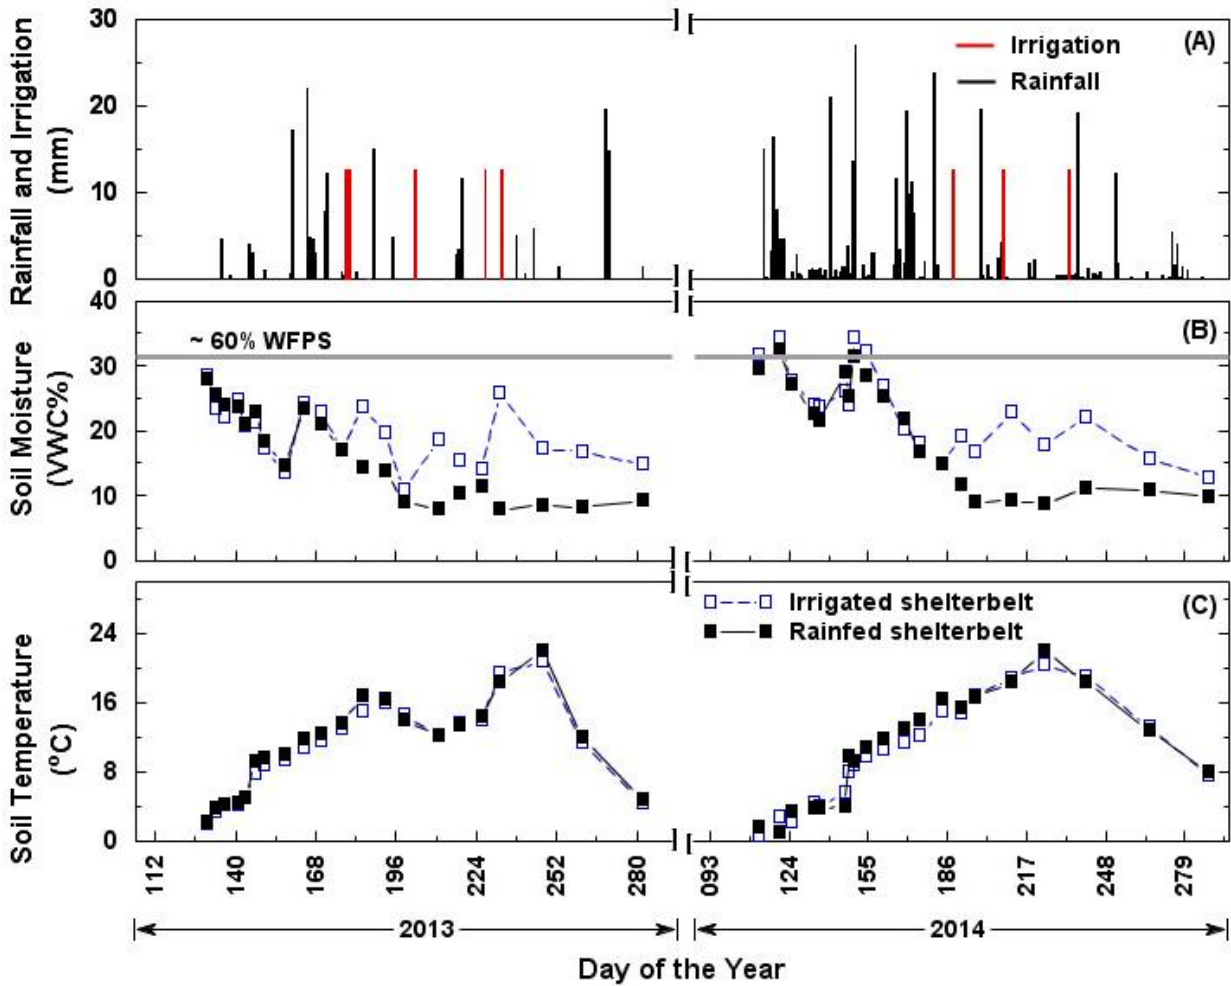 Rainfall and Irrigation
(mm)
30
20
10
0
Irrigation
Rainfall
(A)
Soil Moisture
(VWC%)
40
30
20
10
0
~ 60% WFPS
(B)
Soil Temperature
(°C)
24
16
8
0
Irrigated shelterbelt
Rainfed shelterbelt
(C)
112 140 168 196 224 252 280 093 124 155 186 217 248 279
2013 2014
Day of the Year